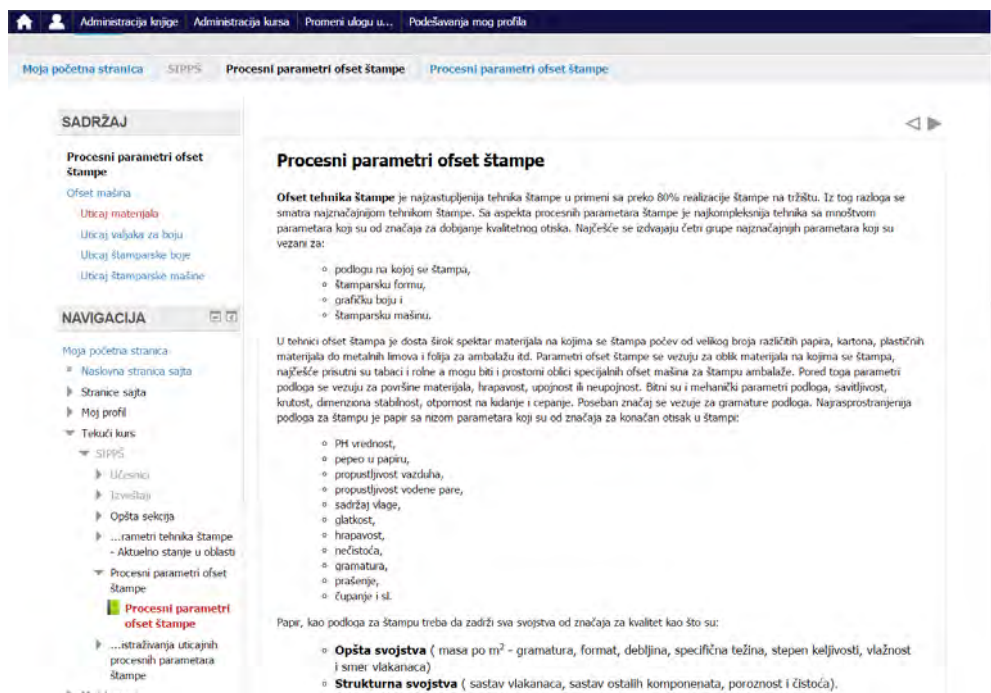 Administracija knjige Administracija kursa Promeni ulogu u... Podešavanja mog profila
Moja početna stranica SIPPŠ Procesni parametri ofset štampe Procesni parametri ofset štampe
SADRŽAJ
Procesni parametri ofset
štampe
Ofset mašina
Uticaj materijala
Uticaj valjaka za boju
Uticaj štamparske boje
Uticaj štamparske mašine
NAVIGACIJA
Moja početna stranica
Naslovna stranica sajta
Stranice sajta
Moj profil
Tekući kurs
SIPPŠ
Učesnici
Izveštaji
Opšta sekcija
...rametri tehnika štampe
- Aktuelno stanje u oblasti
Procesni parametri ofset
štampe
Procesni parametri
ofset štampe
...istraživanja uticajnih
procesnih parametara
štampe
Procesni parametri ofset štampe
Ofset tehnika štampe je najzastupljenija tehnika štampe u primeni sa preko 80% realizacije štampe na tržištu. Iz tog razloga se
smatra najznačajnijom tehnikom štampe. Sa aspekta procesnih parametara štampe je najkompleksnija tehnika sa mnoštvom
parametara koji su od značaja za dobijanje kvalitetnog otiska. Najčešće se izdvajaju četri grupe najznačajnijih parametara koji su
vezani za:
podlogu na kojoj se štampa,
štamparsku formu,
grafičku boju i
štamparsku mašinu.
U tehnici ofset štampa je dosta širok spektar materijala na kojima se štampa počev od velikog broja različitih papira, kartona, plastičnih
materijala do metalnih limova i folija za ambalažu itd. Parametri ofset štampe se vezuju za oblik materijala na kojima se štampa,
najčešće prisutni su tabaci i rolne a mogu biti i prostorni oblici specijalnih ofset mašina za štampu ambalaže. Pored toga parametri
podloga se vezuju za površine materijala, hrapavost, upojnost ili neupojnost. Bitni su i mehanički parametri podloga, savitljivost,
krutost, dimenziona stabilnost, otpornost na kidanje i cepanje. Poseban značaj se vezuje za gramature podloga. Najrasprostranjenija
podloga za štampu je papir sa nizom parametara koji su od značaja za konačan otisak u štampi:
PH vrednost,
pepeo u papiru,
propustljivost vazduha,
propustljivost vodene pare,
sadržaj vlage,
glatkost,
hrapavost,
nečistoća,
gramatura,
prašenje,
čupanje i sl.
Papir, kao podloga za štampu treba da zadrži sva svojstva od značaja za kvalitet kao što su:
Opšta svojstva ( masa po m² - gramatura, format, debljina, specifična težina, stepen keljivosti, vlažnost
i smer vlakanaca)
Strukturna svojstva ( sastav vlakanaca, sastav ostalih komponenata, poroznost i čistoća).